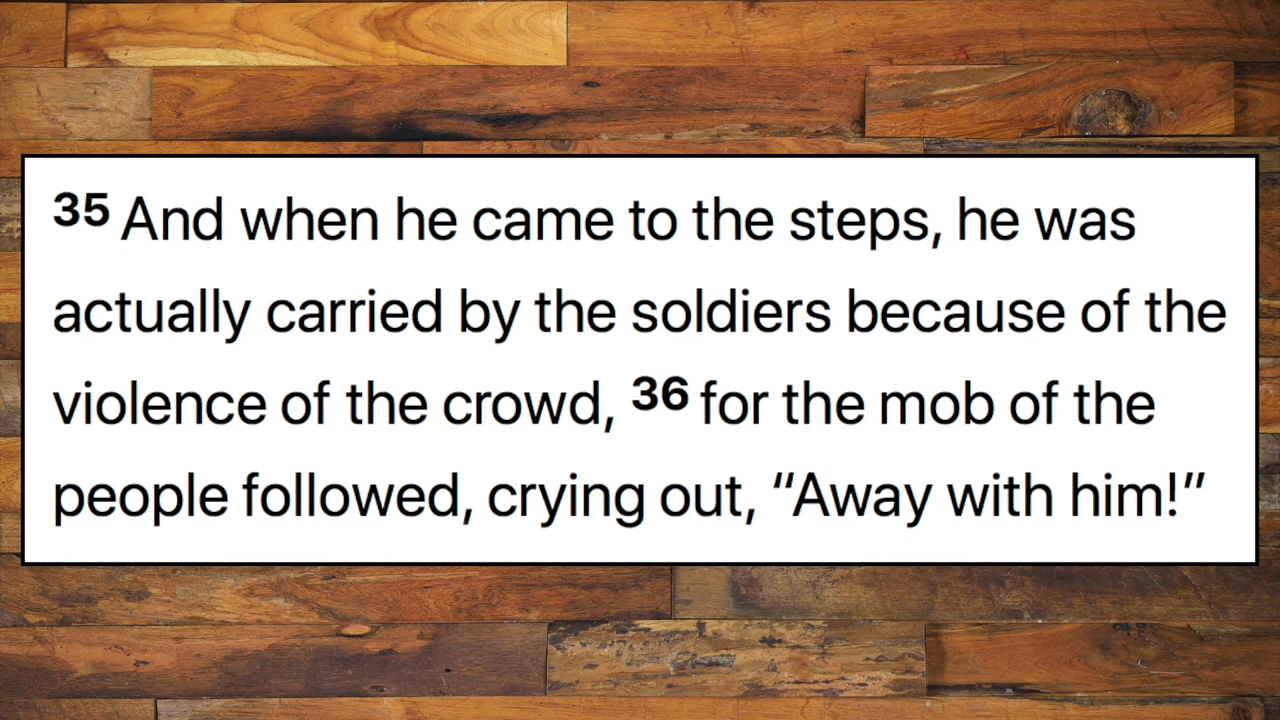 35 And when he came to the steps, he was
actually carried by the soldiers because of the
violence of the crowd, 36 for the mob of the
people followed, crying out, “Away with him!”